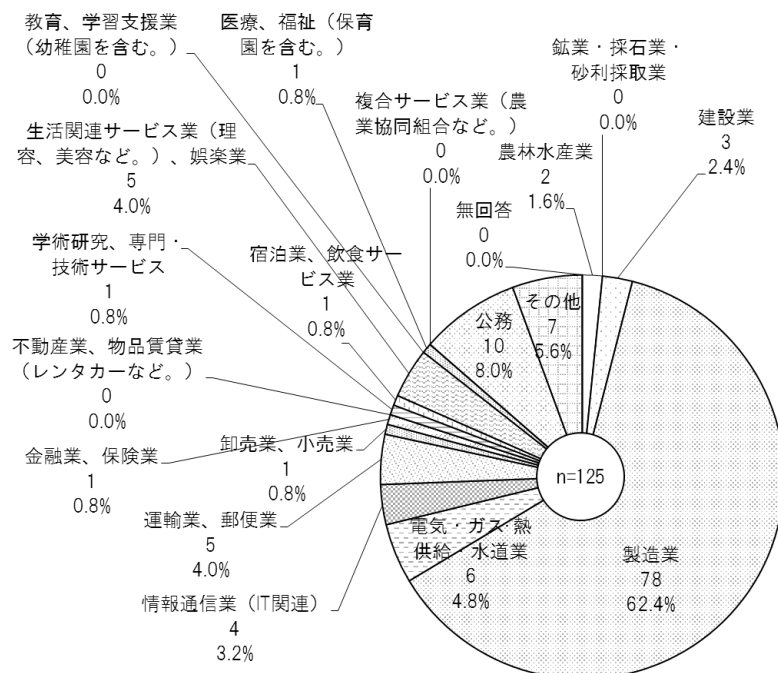 教育、学習支援業
（幼稚園を含む。）
0
0.0%
医療、福祉（保育
園を含む。）
1
0.8%
鉱業・採石業・
砂利採取業
0
0.0%
複合サービス業（農
業協同組合など。）
0
0.0%
建設業
3
2.4%
生活関連サービス業（理
容、美容など。）、娯楽業
5
4.0%
農林水産業
2
1.6%
無回答
0
0.0%
学術研究、専門・
技術サービス
1
0.8%
宿泊業、飲食サー
ビス業
1
0.8%
その他
7
5.6%
公務
10
8.0%
不動産業、物品賃貸業
（レンタカーなど。）
0
0.0%
金融業、保険業
1
0.8%
卸売業、小売業
1
0.8%
n=125
運輸業、郵便業
5
4.0%
電気・ガス・熱
供給・水道業
6
4.8%
製造業
78
62.4%
情報通信業（IT関連）
4
3.2%